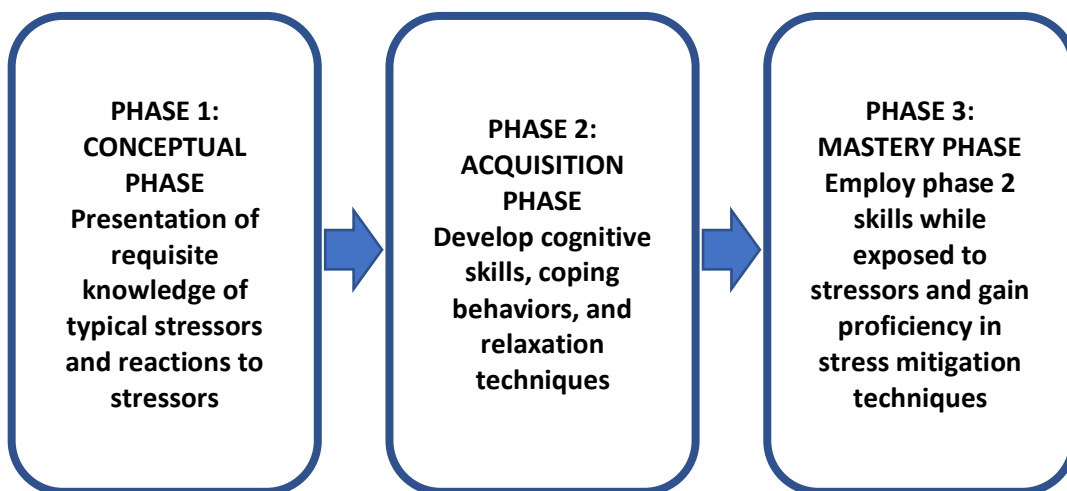 PHASE 1:
CONCEPTUAL
PHASE
Presentation of
requisite
knowledge of
typical stressors
and reactions to
stressors
PHASE 2:
ACQUISITION
PHASE
Develop cognitive
skills, coping
behaviors, and
relaxation
techniques
PHASE 3:
MASTERY PHASE
Employ phase 2
skills while
exposed to
stressors and gain
proficiency in
stress mitigation
techniques